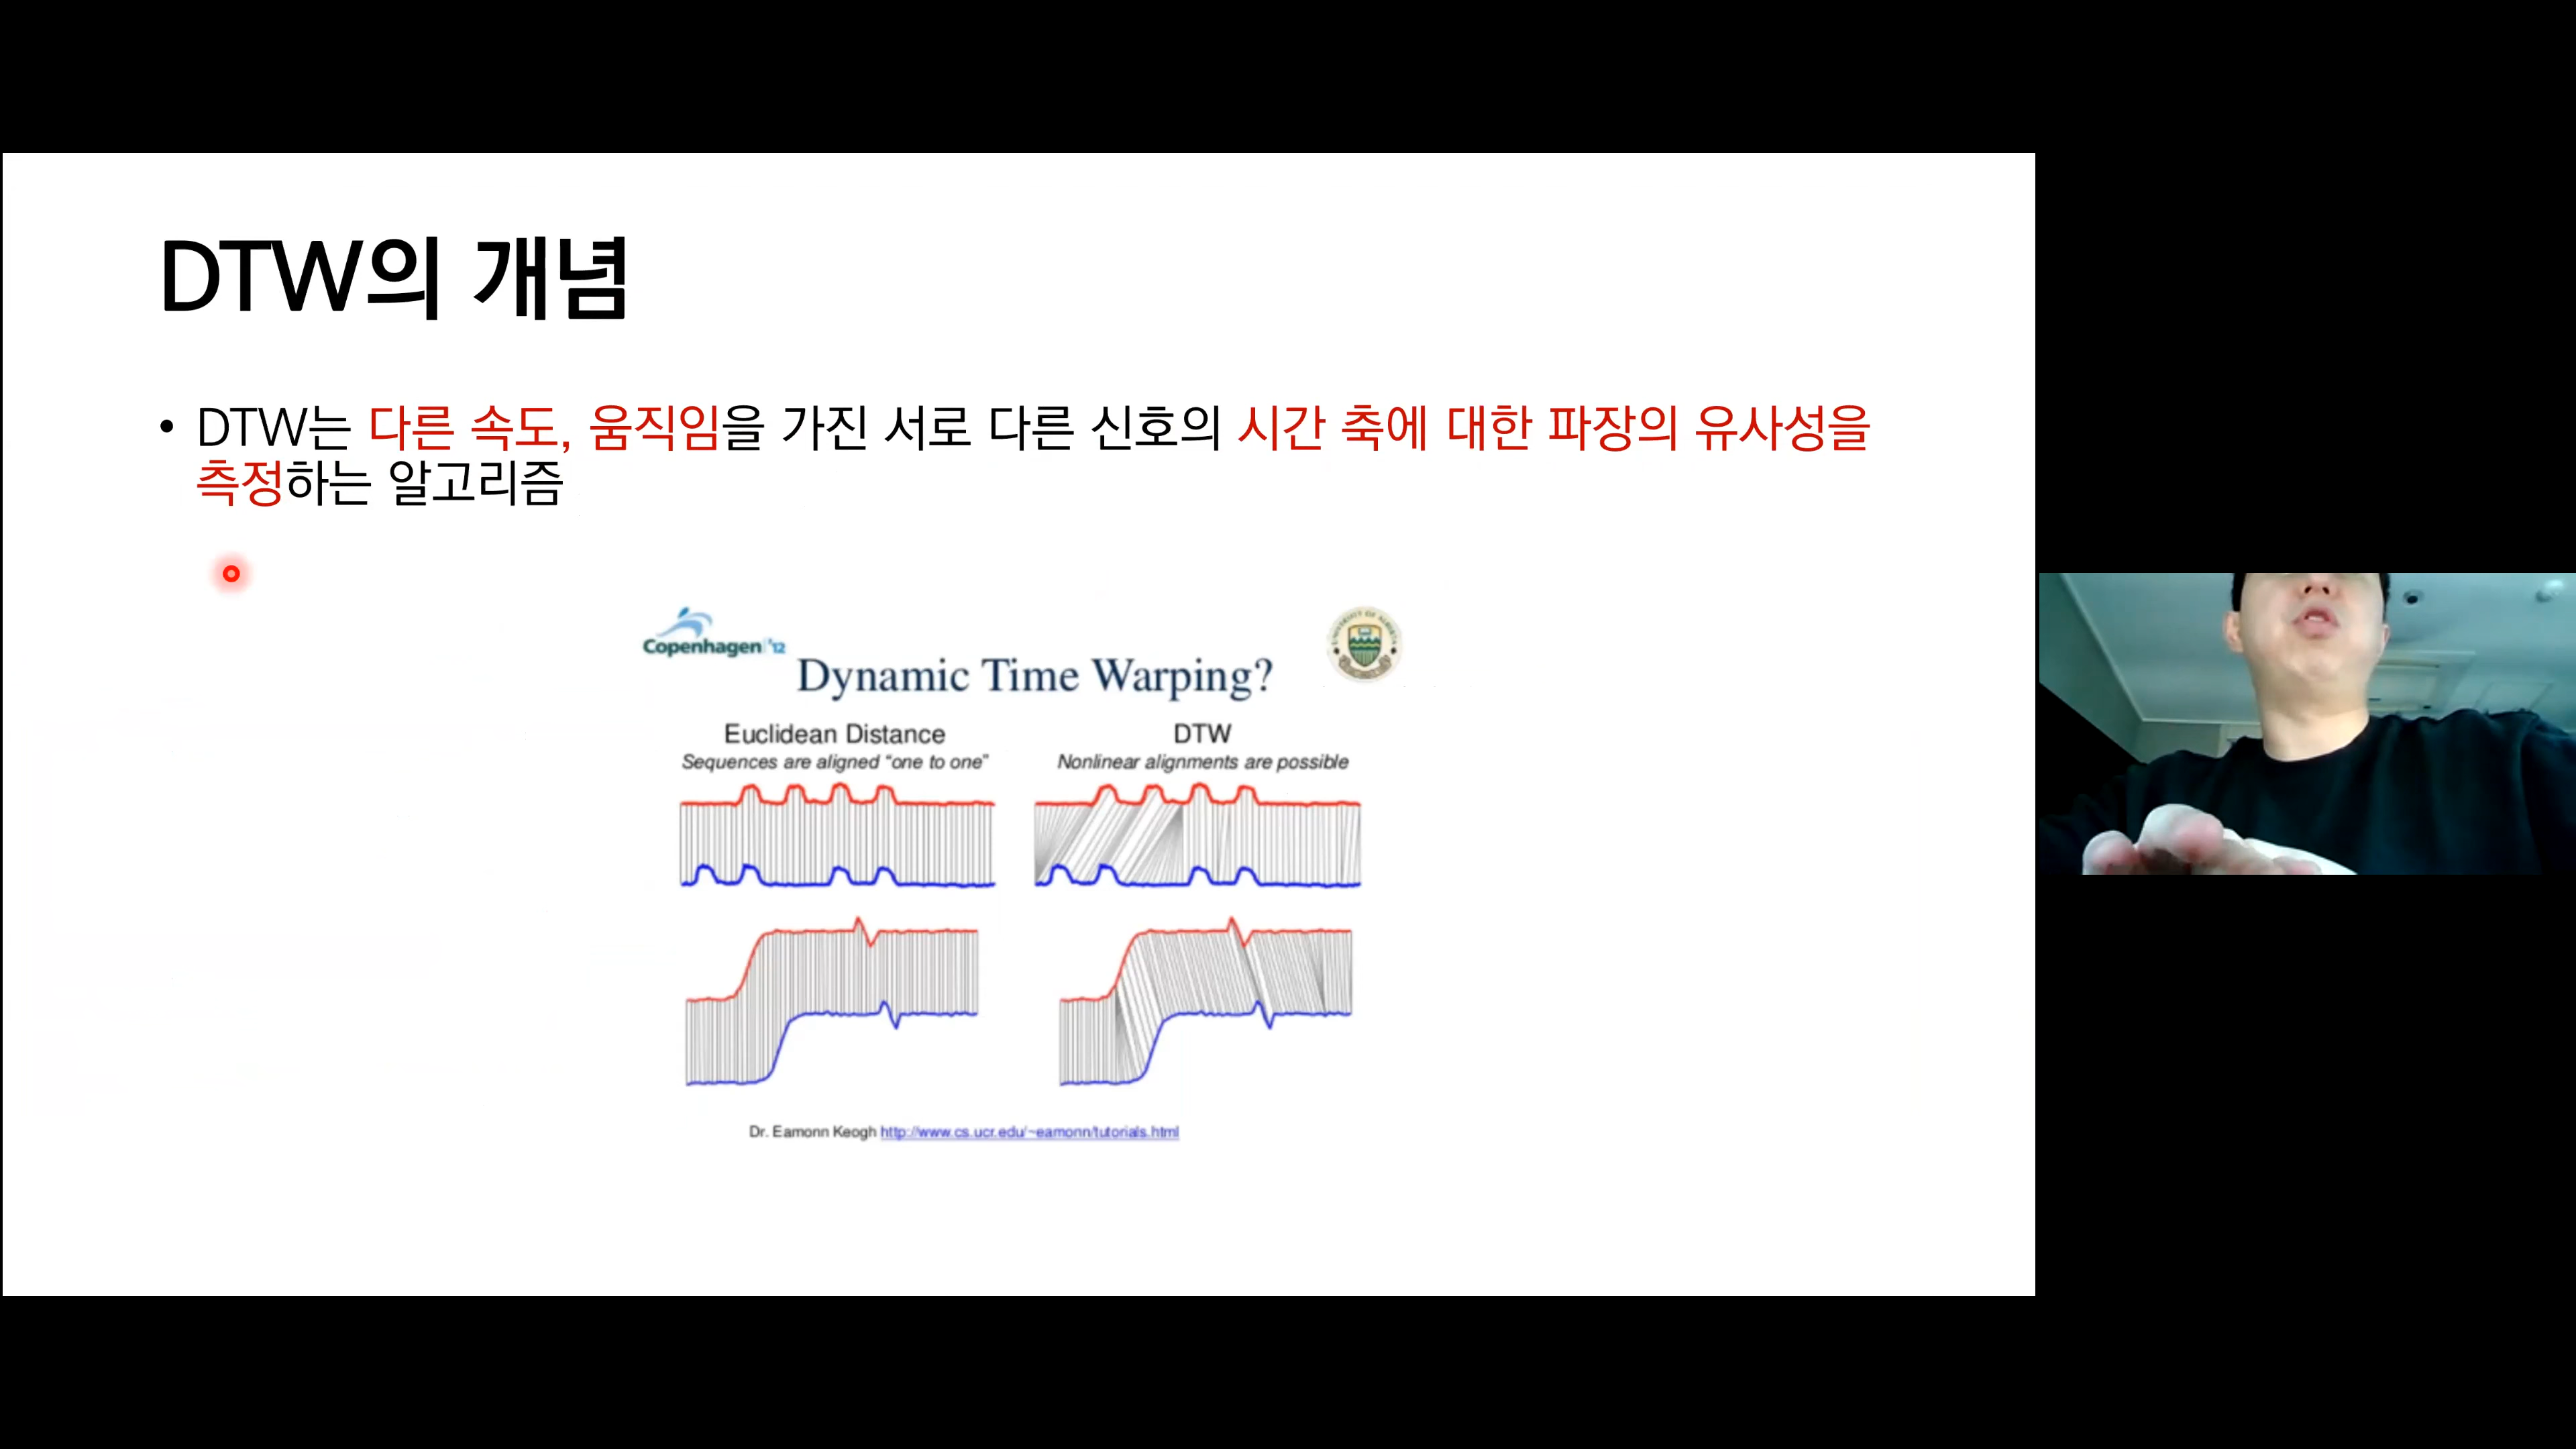 DTW의 개념
• DTW는 다른 속도, 움직임을 가진 서로 다른 신호의 시간 축에 대한 파장의 유사성을
측정하는 알고리즘
Copenhagen '12
UNIVERSITY OF ALBERTA
Dynamic Time Warping?
Euclidean Distance
Sequences are aligned “one to one”
DTW
Nonlinear alignments are possible
Dr. Eamonn Keogh http://www.cs.ucr.edu/~eamonn/tutorials.html